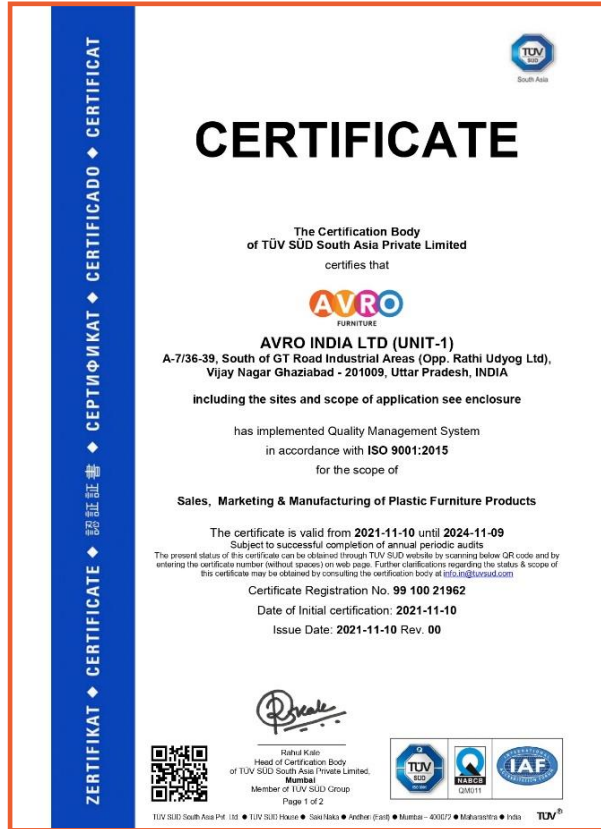 TÜV
SÜD
South Asia
CERTIFICATE
The Certification Body
of TÜV SÜD South Asia Private Limited
certifies that
AVRO
FURNITURE
AVRO INDIA LTD (UNIT-1)
A-7/36-39, South of GT Road Industrial Areas (Opp. Rathi Udyog Ltd),
Vijay Nagar Ghaziabad - 201009, Uttar Pradesh, INDIA
including the sites and scope of application see enclosure
has implemented Quality Management System
in accordance with ISO 9001:2015
for the scope of
Sales, Marketing & Manufacturing of Plastic Furniture Products
The certificate is valid from 2021-11-10 until 2024-11-09
Subject to successful completion of annual periodic audits
The present status of this certificate can be obtained through TUV SUD website by scanning below QR code and by
entering the certificate number (without spaces) on web page. Further clarifications regarding the status & scope of
this certificate may be obtained by consulting the certification body at info.in@tuvsud.com
Certificate Registration No. 99 100 21962
Date of Initial certification: 2021-11-10
Issue Date: 2021-11-10 Rev. 00
Rahul Kale
Head of Certification Body
of TÜV SÜD South Asia Private Limited,
Mumbai
Member of TÜV SÜD Group
Page 1 of 2
TÜV
SÜD
NABCB
QM011
IAF
TÜV SÜD South Asia Pvt. Ltd. ● TÜV SÜD House ● Saki Naka ● Andheri (East) ● Mumbai – 400072 ● Maharashtra ● India
TÜV®
ZERTIFIKAT ◆ CERTIFICATE ◆ 認証証書 ◆ СЕРТИФИКАТ ◆ CERTIFICADO ◆ CERTIFICAT